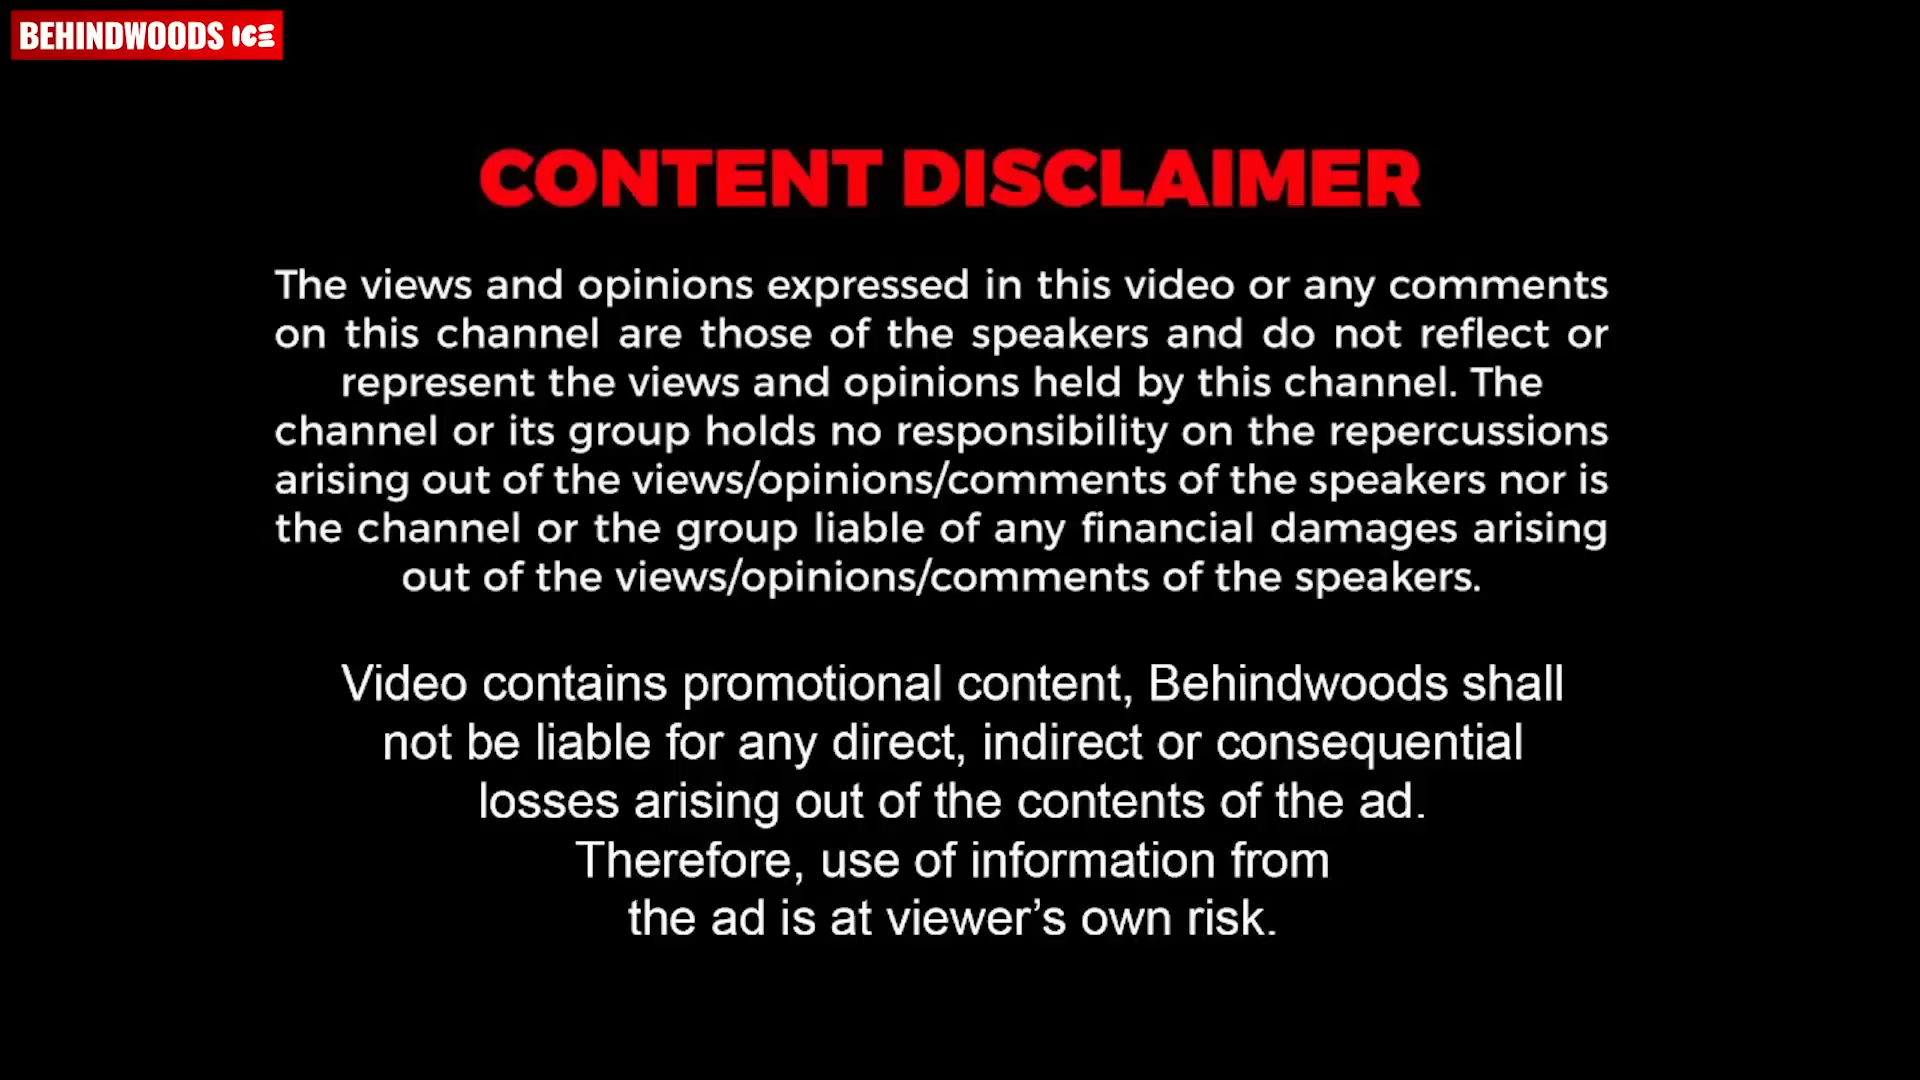 BEHINDWOODS ICE
CONTENT DISCLAIMER
The views and opinions expressed in this video or any comments
on this channel are those of the speakers and do not reflect or
represent the views and opinions held by this channel. The
channel or its group holds no responsibility on the repercussions
arising out of the views/opinions/comments of the speakers nor is
the channel or the group liable of any financial damages arising
out of the views/opinions/comments of the speakers.
Video contains promotional content, Behindwoods shall
not be liable for any direct, indirect or consequential
losses arising out of the contents of the ad.
Therefore, use of information from
the ad is at viewer’s own risk.